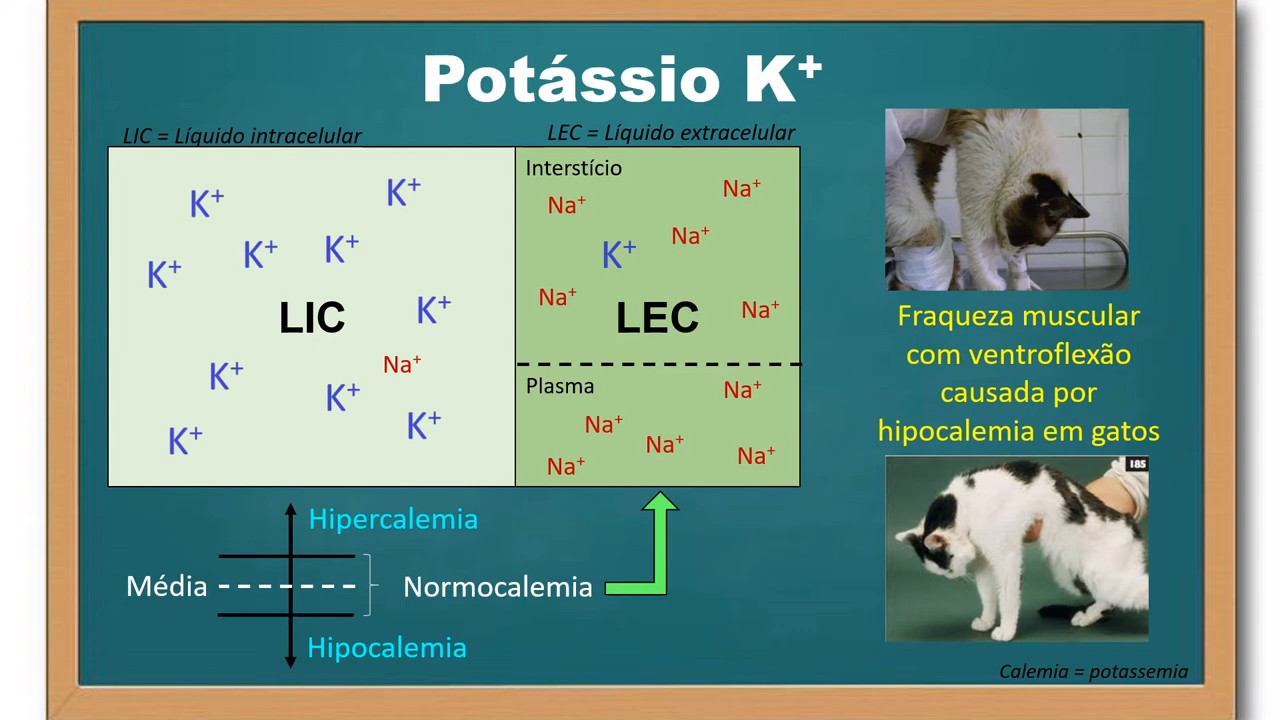 Potássio K⁺
LIC = Líquido intracelular
LEC = Líquido extracelular
K⁺
K⁺
K⁺
K⁺
K⁺
LIC
K⁺
Na⁺
K⁺
K⁺
K⁺
K⁺
Interstício
Na⁺
Na⁺
Na⁺
K⁺
Na⁺
Na⁺
LEC
Plasma
Na⁺
Na⁺
Na⁺
Na⁺
Na⁺
Fraqueza muscular
com ventroflexão
causada por
hipocalemia em gatos
185
Hipercalemia
Média
Normocalemia
Hipocalemia
Calemia = potassemia